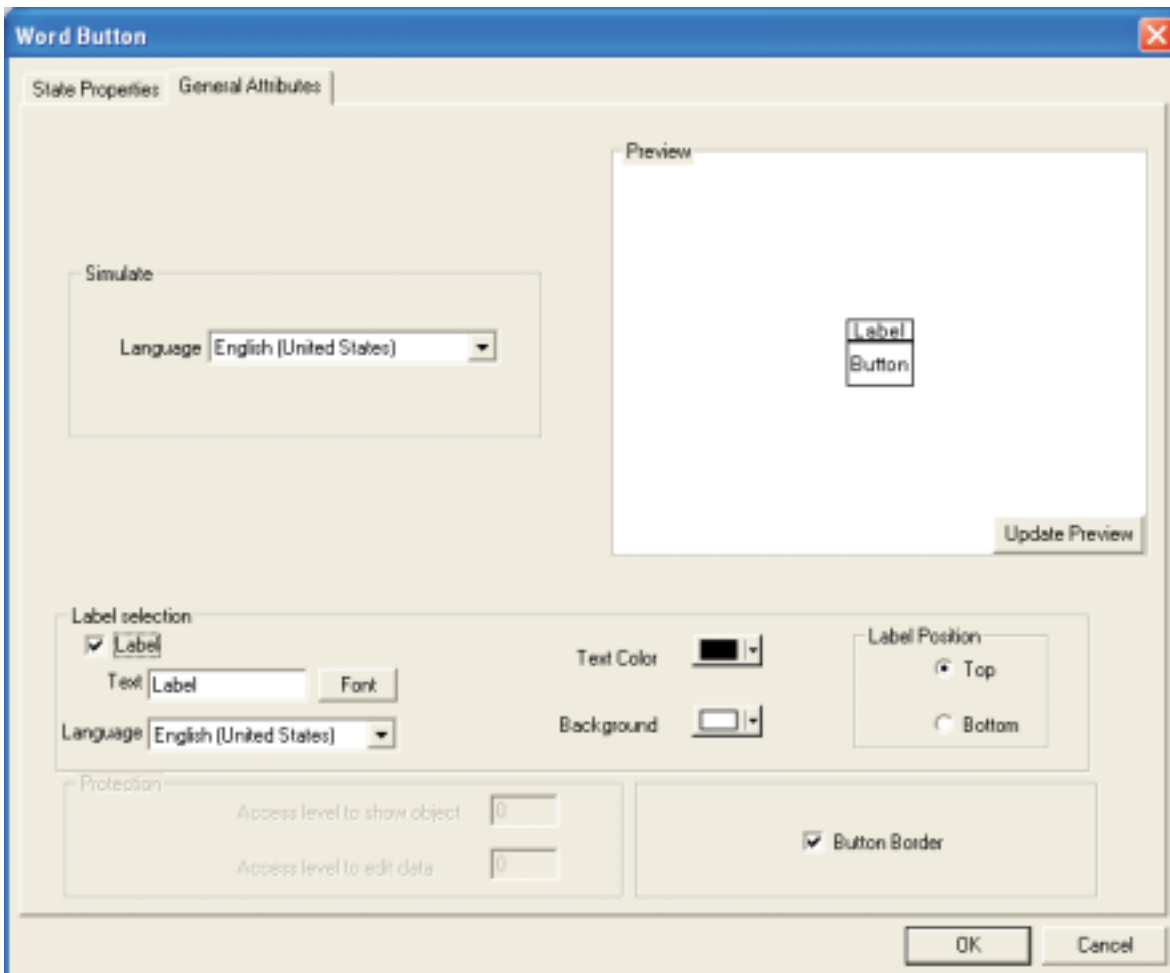 Word Button
State Properties General Attributes
Preview
Simulate
Language English (United States)
Label
Button
Update Preview
Label selection
Label
Text Label Font
Language English (United States)
Text Color
Background
Label Position
Top
Bottom
Protection
Access level to show object 0
Access level to edit data 0
Button Border
OK Cancel